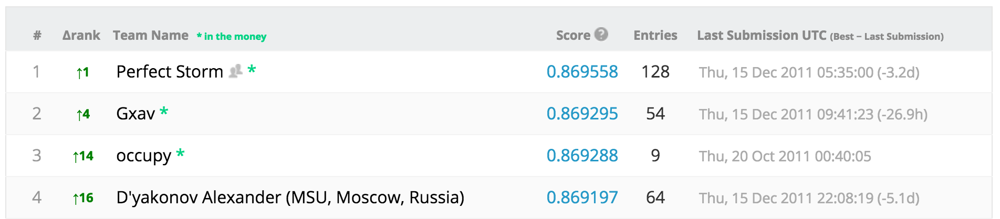 # Δrank Team Name * in the money Score ? Entries Last Submission UTC (Best − Last Submission)
1 ↑1 Perfect Storm * 0.869558 128 Thu, 15 Dec 2011 05:35:00 (-3.2d)
2 ↑4 Gxav * 0.869295 54 Thu, 15 Dec 2011 09:41:23 (-26.9h)
3 ↑14 occupy * 0.869288 9 Thu, 20 Oct 2011 00:40:05
4 ↑16 D'yakonov Alexander (MSU, Moscow, Russia) 0.869197 64 Thu, 15 Dec 2011 22:08:19 (-5.1d)